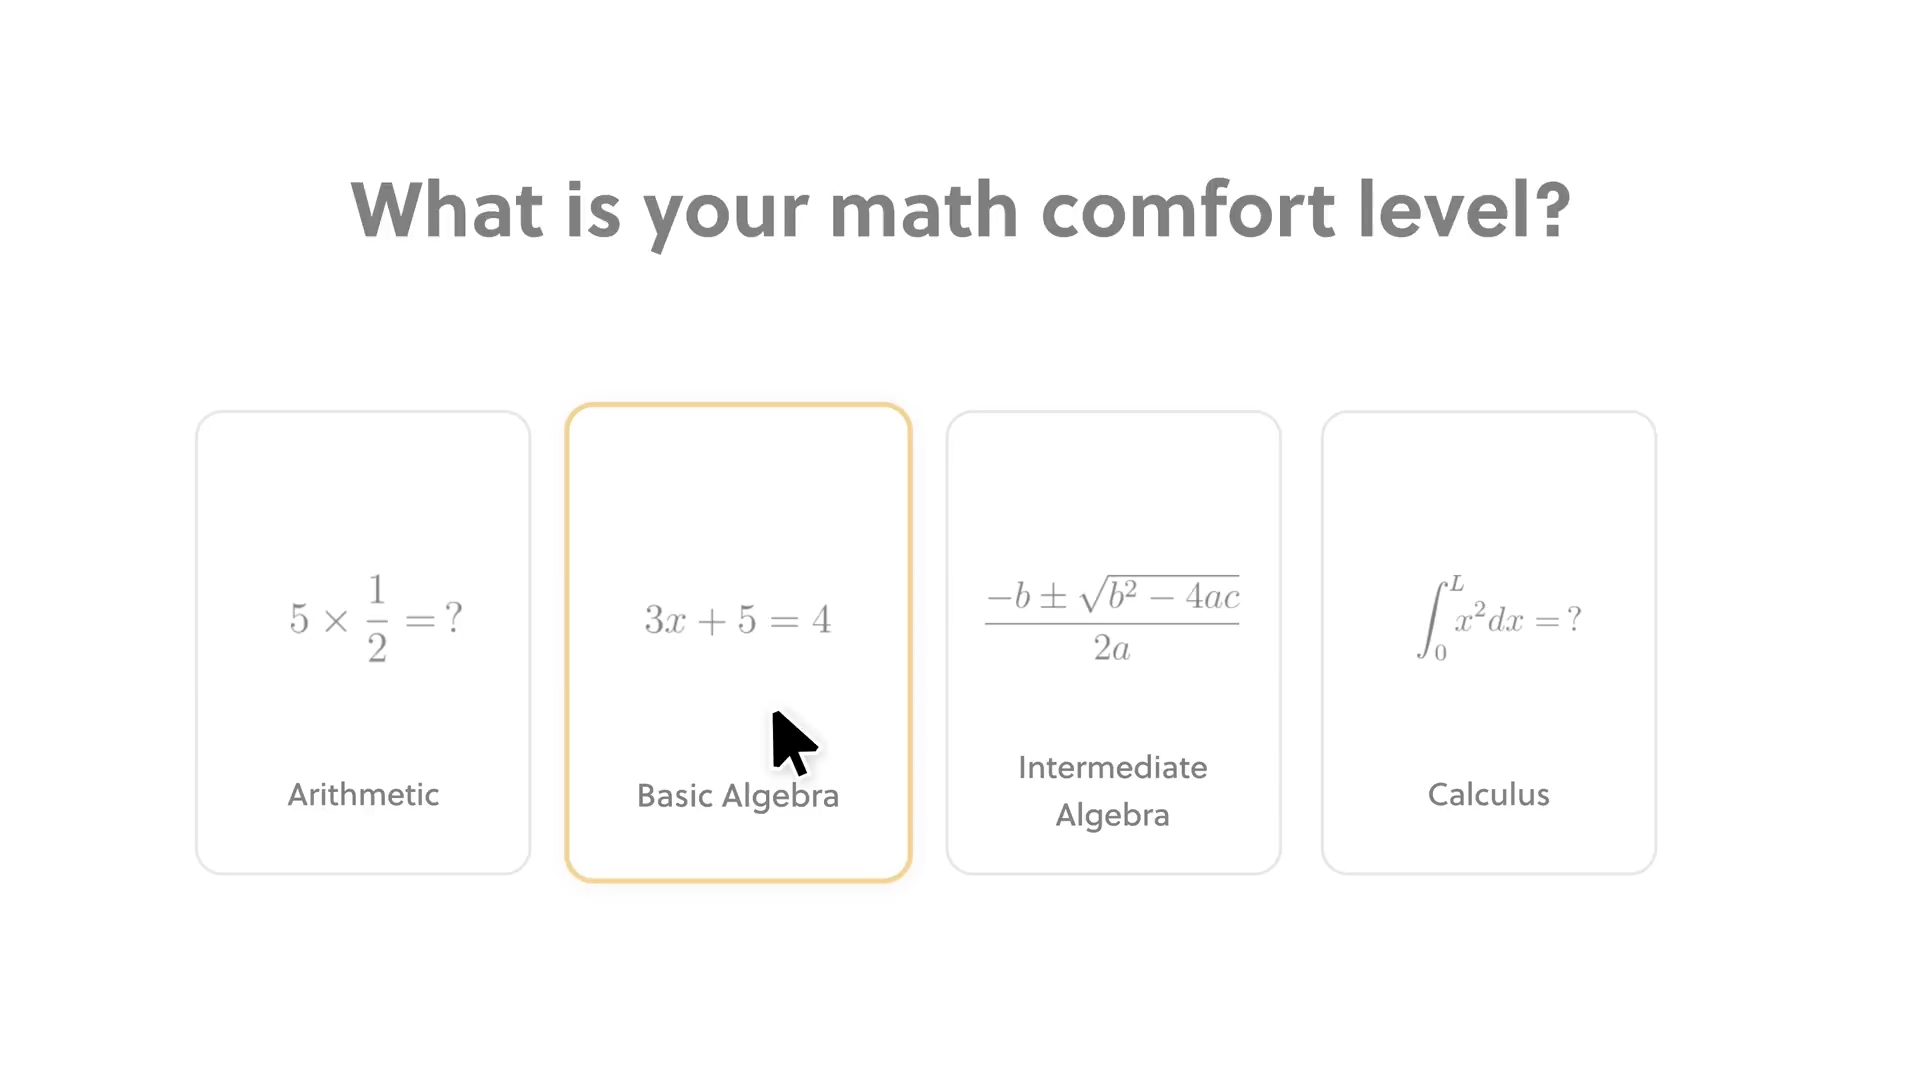 What is your math comfort level?
5 × 1/2 = ?
3x + 5 = 4
(−b ± √(b² − 4ac))/(2a)
∫₀ᴸ x²dx = ?
Arithmetic
Basic Algebra
Intermediate
Algebra
Calculus